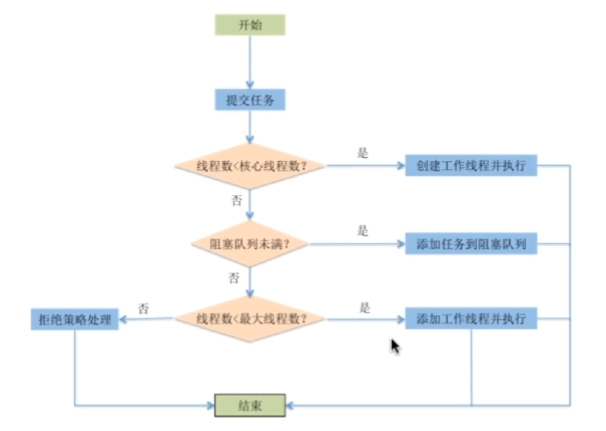 开始
提交任务
线程数<核心线程数?
是
创建工作线程并执行
否
阻塞队列未满?
是
添加任务到阻塞队列
否
线程数<最大线程数?
是
添加工作线程并执行
否
拒绝策略处理
结束